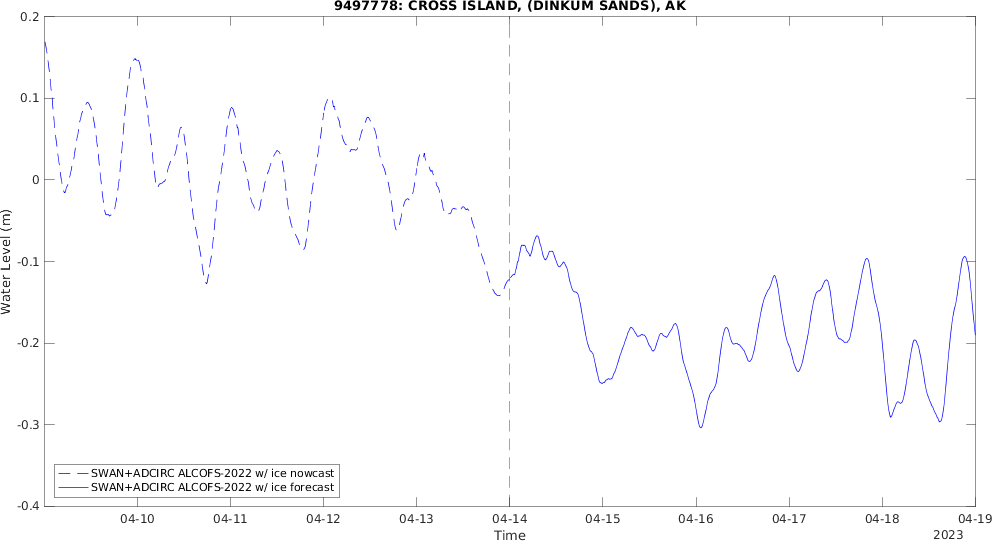 9497778: CROSS ISLAND, (DINKUM SANDS), AK
0.2
0.1
0
-0.1
-0.2
-0.3
-0.4
Water Level (m)
SWAN+ADCIRC ALCOFS-2022 w/ ice nowcast
SWAN+ADCIRC ALCOFS-2022 w/ ice forecast
04-10 04-11 04-12 04-13 04-14 04-15 04-16 04-17 04-18 04-19
Time
2023